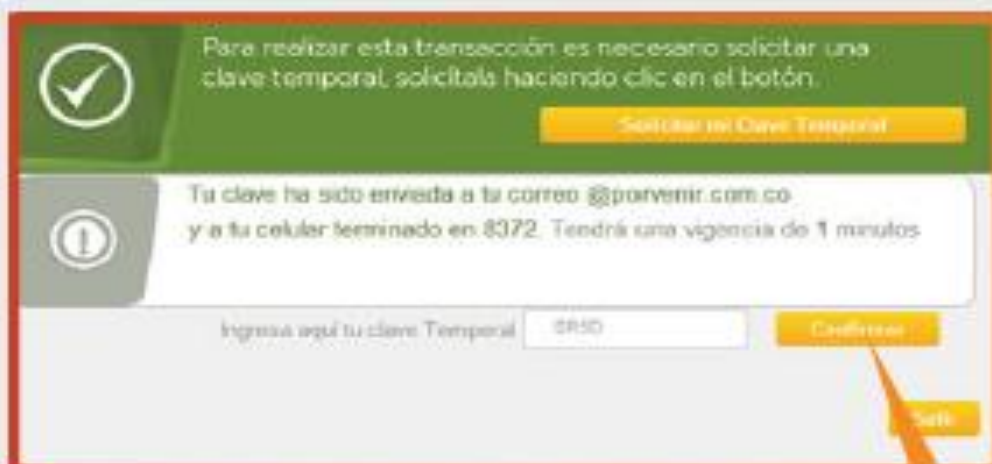 Para realizar esta transacción es necesario solicitar una
clave temporal, solicítala haciendo clic en el botón.
Solicitar mi Clave Temporal
Tu clave ha sido enviada a tu correo @porvenir.com.co
y a tu celular terminado en 8372. Tendrá una vigencia de 1 minutos
Ingresa aquí tu clave Temporal
Confirmar
Salir